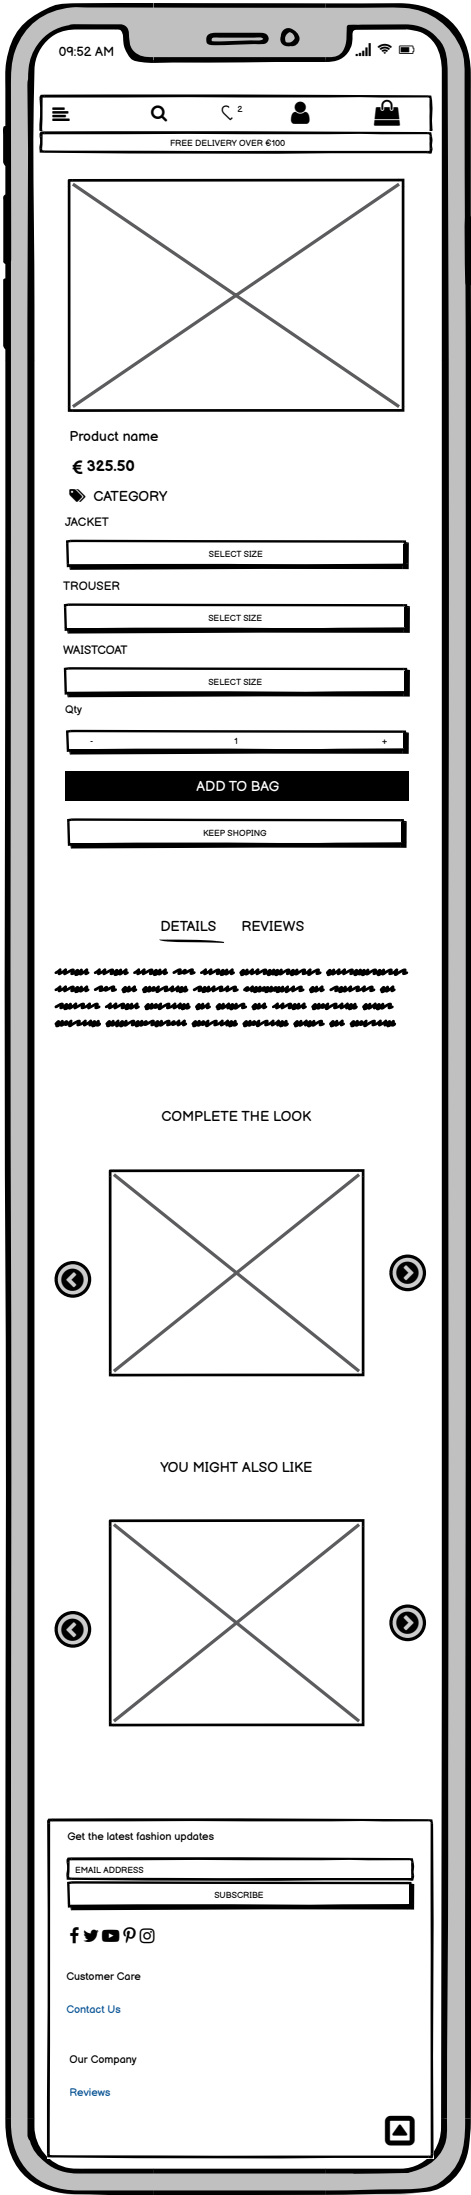 09:52 AM
2
FREE DELIVERY OVER €100
Product name
€ 325.50
CATEGORY
JACKET
SELECT SIZE
TROUSER
SELECT SIZE
WAISTCOAT
SELECT SIZE
Qty
- 1 +
ADD TO BAG
KEEP SHOPING
DETAILS REVIEWS
COMPLETE THE LOOK
YOU MIGHT ALSO LIKE
Get the latest fashion updates
EMAIL ADDRESS
SUBSCRIBE
Customer Care
Contact Us
Our Company
Reviews